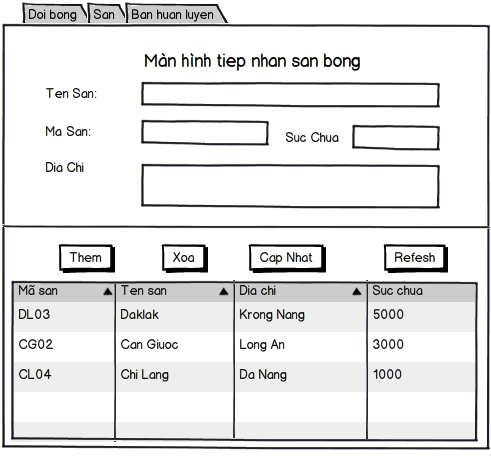 Doi bong San Ban huan luyen
Màn hình tiep nhan san bong
Ten San:
Ma San: Suc Chua
Dia Chi
Them Xoa Cap Nhat Refesh
Mã san Ten san Dia chi Suc chua
DL03 Daklak Krong Nang 5000
CG02 Can Giuoc Long An 3000
CL04 Chi Lang Da Nang 1000